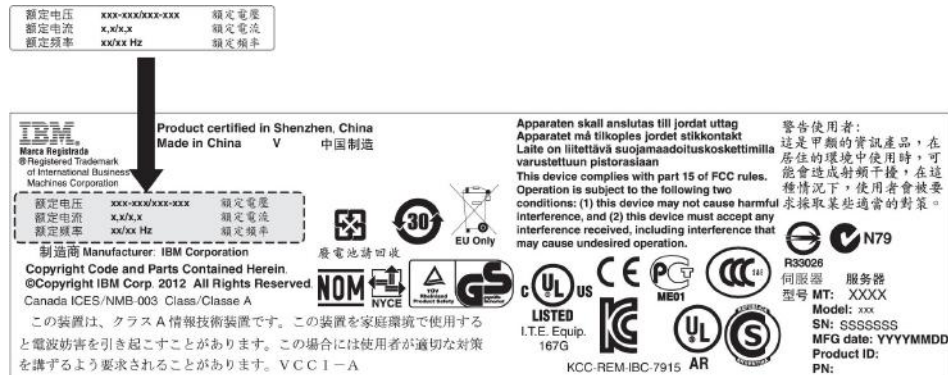 额定电压 xxx-xxx/xxx-xxx 額定電壓
额定电流 x,x/x,x 額定電流
额定频率 xx/xx Hz 額定頻率
IBM
Marca Registrada
® Registered Trademark
of International Business
Machines Corporation
Product certified in Shenzhen, China
Made in China V 中国制造
额定电压 xxx-xxx/xxx-xxx 額定電壓
额定电流 x,x/x,x 額定電流
额定频率 xx/xx Hz 額定頻率
制造商 Manufacturer: IBM Corporation
Copyright Code and Parts Contained Herein.
©Copyright IBM Corp. 2012 All Rights Reserved
Canada ICES/NMB-003 Class/Classe A
この装置は、クラスA情報技術装置です。この装置を家庭環境で使用する
と電波妨害を引き起こすことがあります。この場合には使用者が適切な対策
を講ずるよう要求されることがあります。VCCI-A
廢電池請回收
30
EU Only
NOM
NYCE
TÜV
Rheinland
Product Safety
GS
Apparaten skall anslutas till jordat uttag
Apparatet må tilkoples jordet stikkontakt
Laite on liitettävä suojamaadoituskoskettimilla
varustettuun pistorasiaan
This device complies with part 15 of FCC rules.
Operation is subject to the following two
conditions: (1) this device may not cause harmful
interference, and (2) this device must accept any
interference received, including interference that
may cause undesired operation.
C UL US
LISTED
I.T.E. Equip.
167G
CE
PCT
ME01
CCC
KC
KCC-REM-IBC-7915
UL
AR
S
警告使用者:
這是甲類的資訊產品,在
居住的環境中使用時,可
能會造成射頻干擾,在這
種情況下,使用者會被要
求採取某些適當的對策。
R33026
N79
伺服器 服务器
型号 MT: XXXX
Model: xxx
SN: SSSSSSS
MFG date: YYYYMMDD
Product ID:
PN: